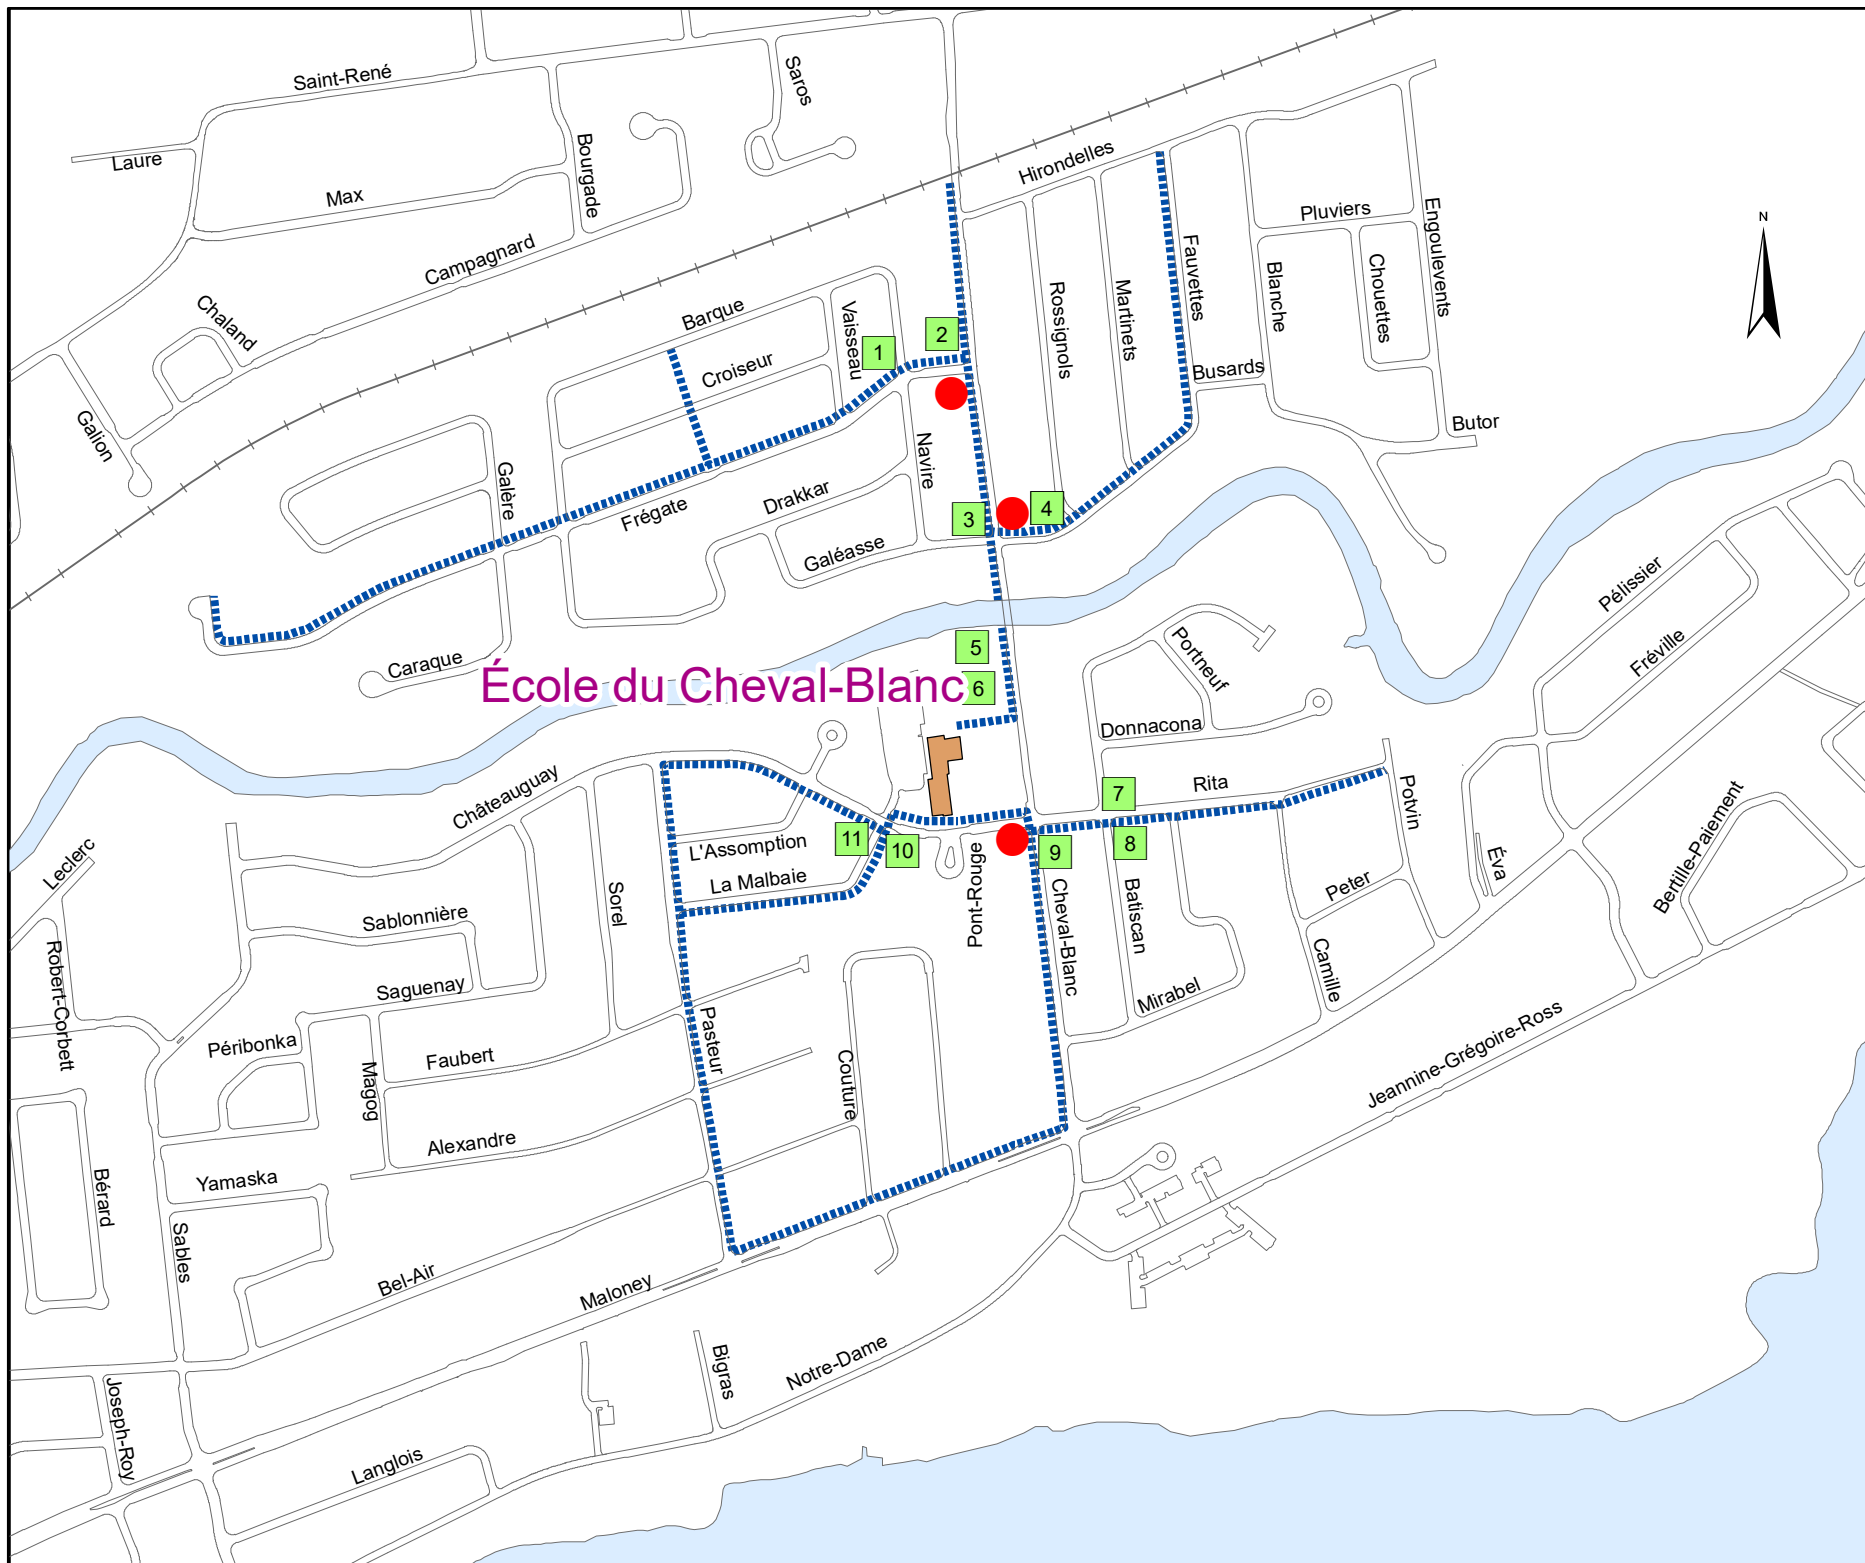 Saint-René
Saros
Laure
Bourgade
Max
Hirondelles
Campagnard
Pluviers
Engoulevents
N
Fauvettes
Blanche
Chouettes
Chaland
Barque
Vaisseau
Rossignols
Martinets
2
1
Croiseur
Busards
Butor
Galion
Navire
Galère
Drakkar
Frégate
3
4
Galéasse
Pélissier
Fréville
5
Portneuf
Caraque
École du Cheval-Blanc
6
Donnacona
Rita
7
Potvin
Châteauguay
Bertille-Paiement
L'Assomption
11
10
9
8
Leclerc
La Malbaie
Pont-Rouge
Cheval-Blanc
Batiscan
Peter
Éva
Sorel
Sablonnière
Camille
Robert-Corbett
Saguenay
Mirabel
Péribonka
Pasteur
Faubert
Magog
Couture
Jeannine-Grégoire-Ross
Alexandre
Bérard
Yamaska
Sables
Bel-Air
Maloney
Bigras
Notre-Dame
Joseph-Roy
Langlois